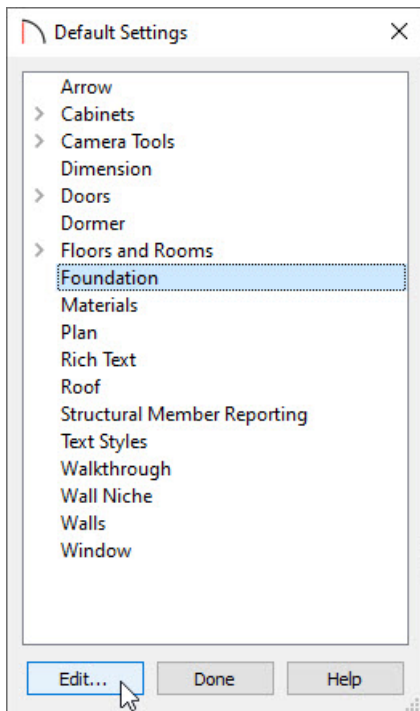 Default Settings
Arrow
Cabinets
Camera Tools
Dimension
Doors
Dormer
Floors and Rooms
Foundation
Materials
Plan
Rich Text
Roof
Structural Member Reporting
Text Styles
Walkthrough
Wall Niche
Walls
Window
Edit... Done Help